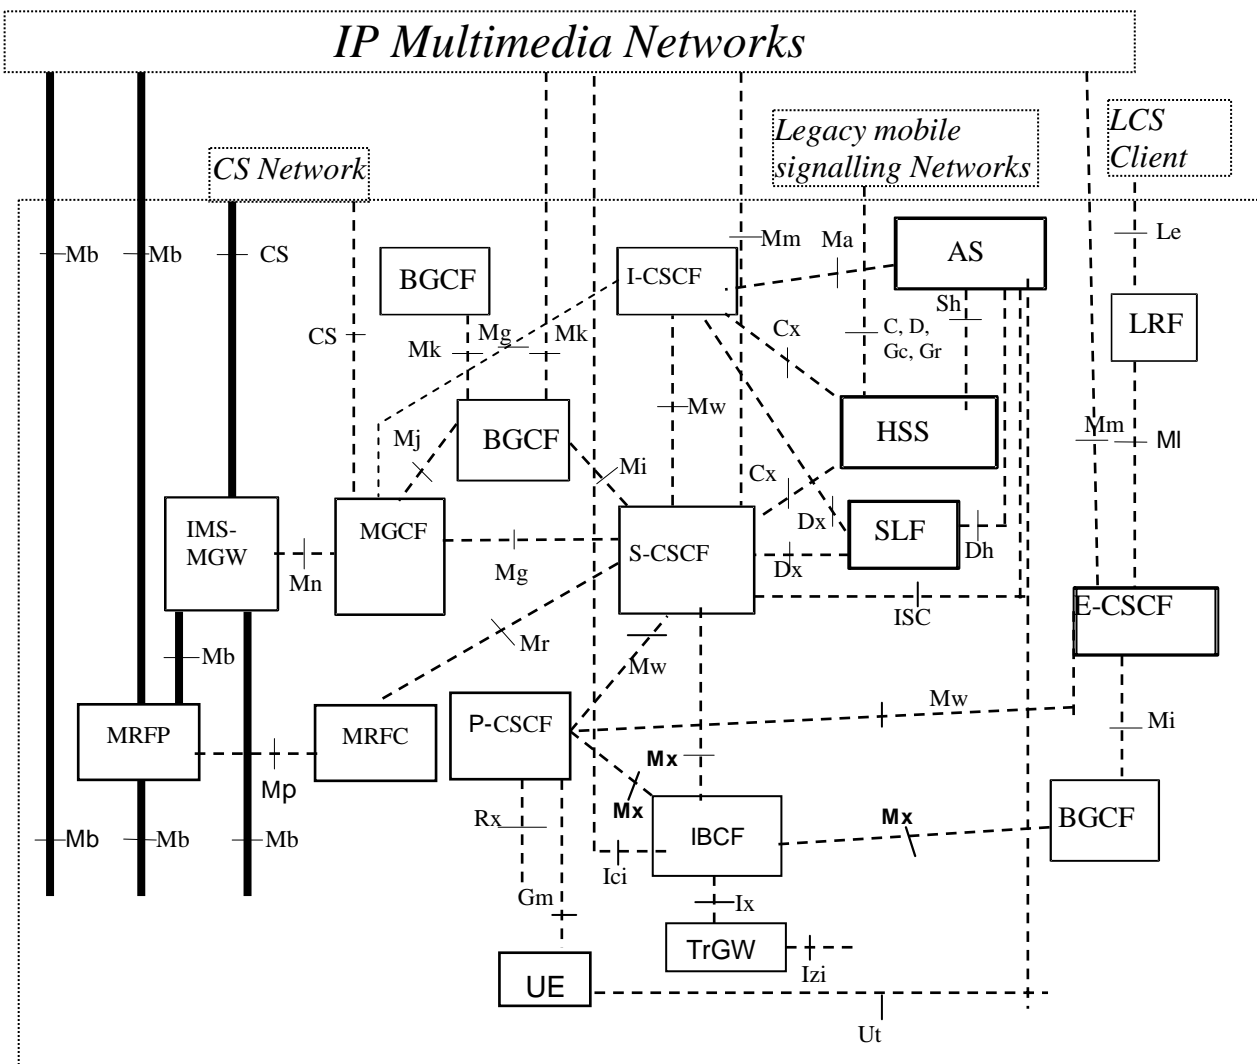 IP Multimedia Networks
Legacy mobile
signalling Networks
LCS
Client
CS Network
Mb
Mb
CS
BGCF
I-CSCF
Mm
Ma
AS
Le
Sh
LRF
CS
Mk
Mg
Mk
Cx
C, D,
Gc, Gr
Mw
HSS
Mm
Ml
Mj
BGCF
Mi
Cx
IMS-
MGW
MGCF
S-CSCF
Dx
SLF
Mn
Mg
Dx
Dh
ISC
E-CSCF
Mb
Mr
Mw
Mw
Mi
MRFP
MRFC
P-CSCF
Mp
Mx
Mx
Rx
IBCF
Mx
BGCF
Mb
Mb
Mb
Ici
Gm
Ix
TrGW
Izi
UE
Ut